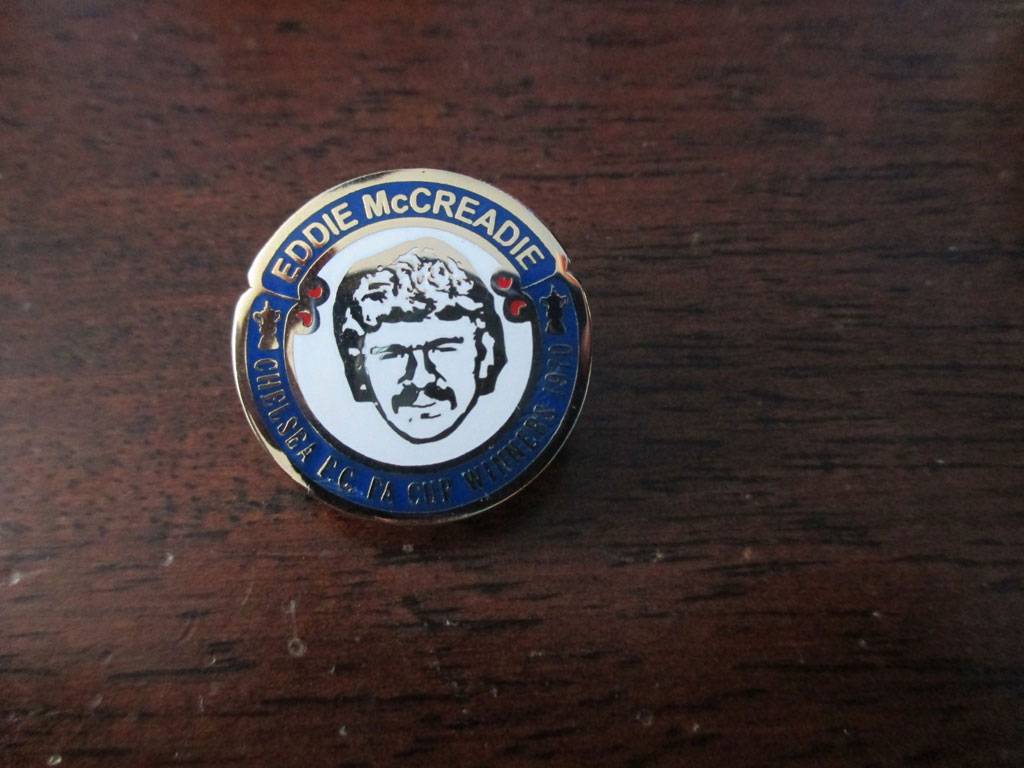 EDDIE McCREADIE
CHELSEA F.C. FA CUP WINNERS 1970